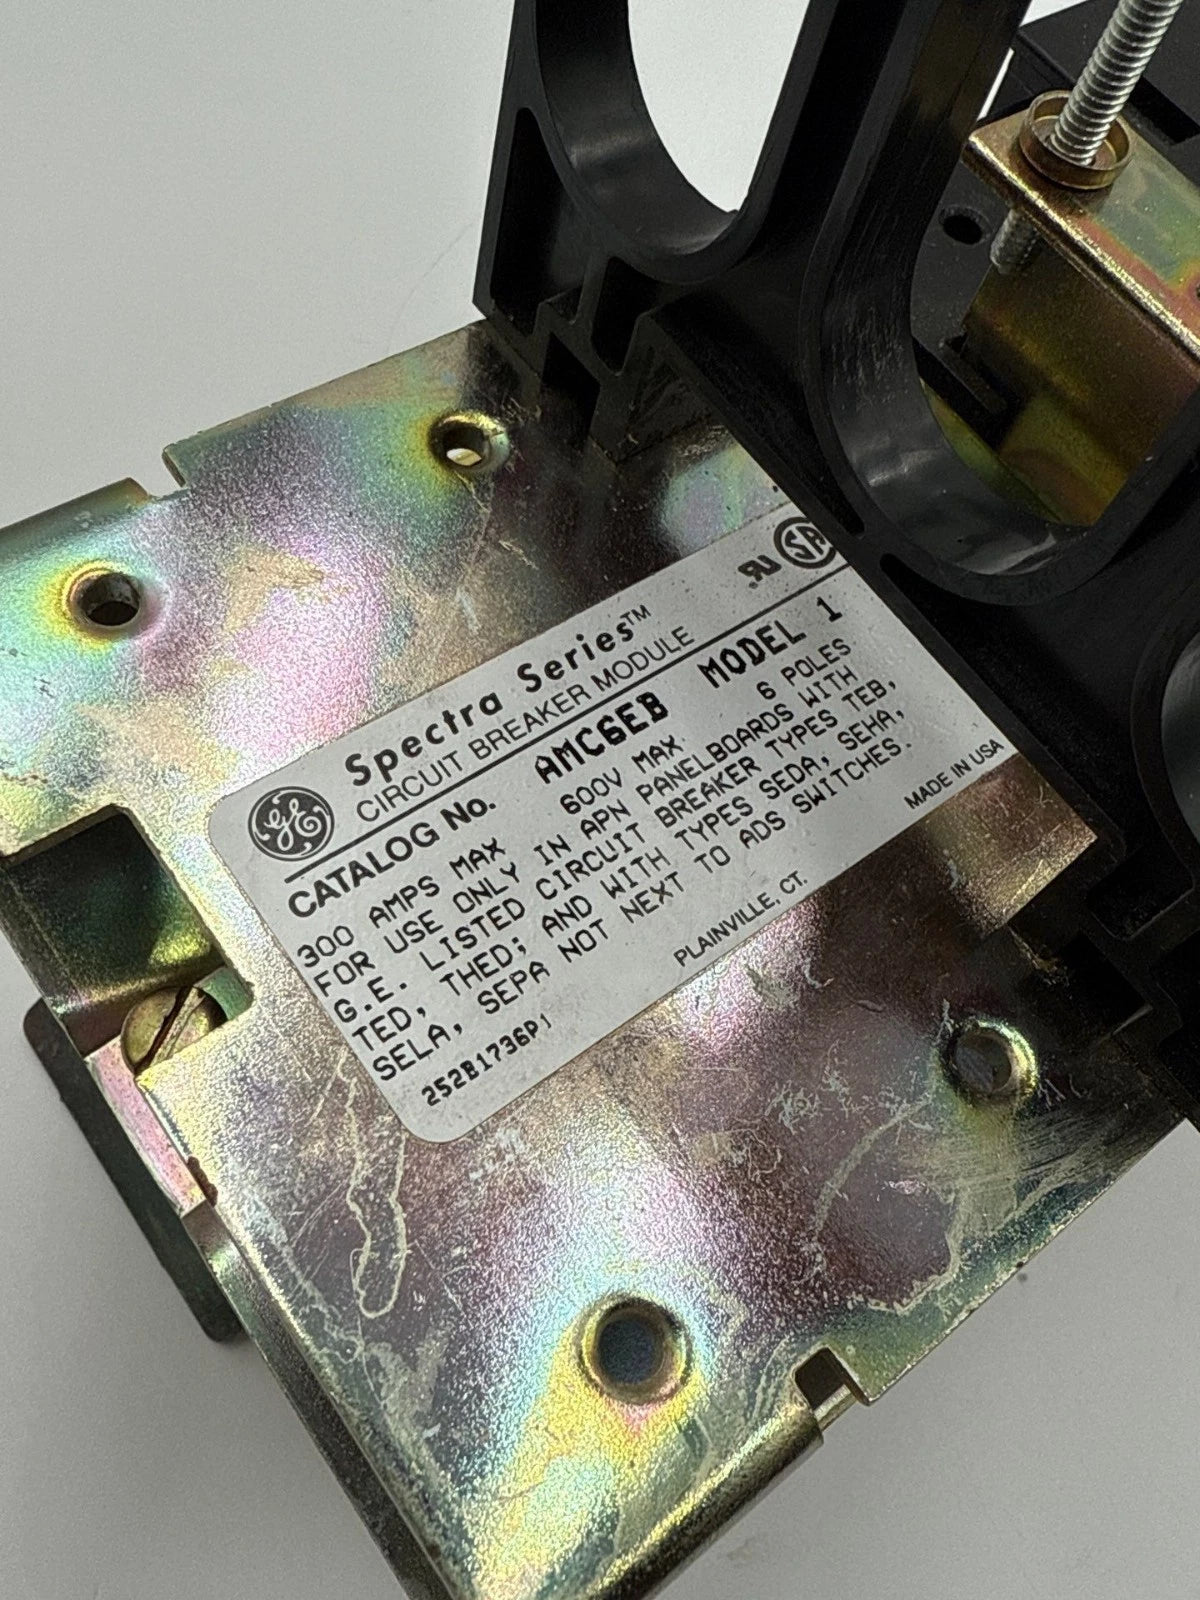 Spectra Series™
CIRCUIT BREAKER MODULE
CATALOG No. AMC6EB MODEL 1
300 AMPS MAX 600V MAX 6 POLES
FOR USE ONLY IN APN PANELBOARDS WITH
G.E. LISTED CIRCUIT BREAKER TYPES TEB,
TED, THED; AND WITH TYPES SEDA, SEHA,
SELA, SEPA NOT NEXT TO ADS SWITCHES.
252B1736P1 PLAINVILLE, CT. MADE IN USA
GE